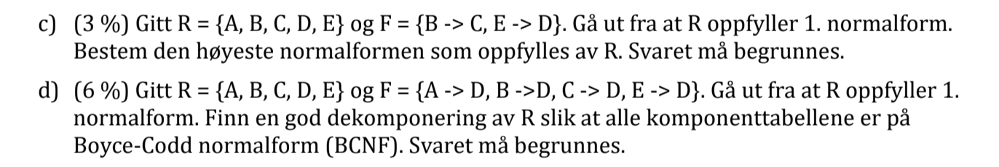 c) (3 %) Gitt R = {A, B, C, D, E} og F = {B -> C, E -> D}. Gå ut fra at R oppfyller 1. normalform.
Bestem den høyeste normalformen som oppfylles av R. Svaret må begrunnes.
d) (6 %) Gitt R = {A, B, C, D, E} og F = {A -> D, B ->D, C -> D, E -> D}. Gå ut fra at R oppfyller 1.
normalform. Finn en god dekomponering av R slik at alle komponenttabellene er på
Boyce-Codd normalform (BCNF). Svaret må begrunnes.